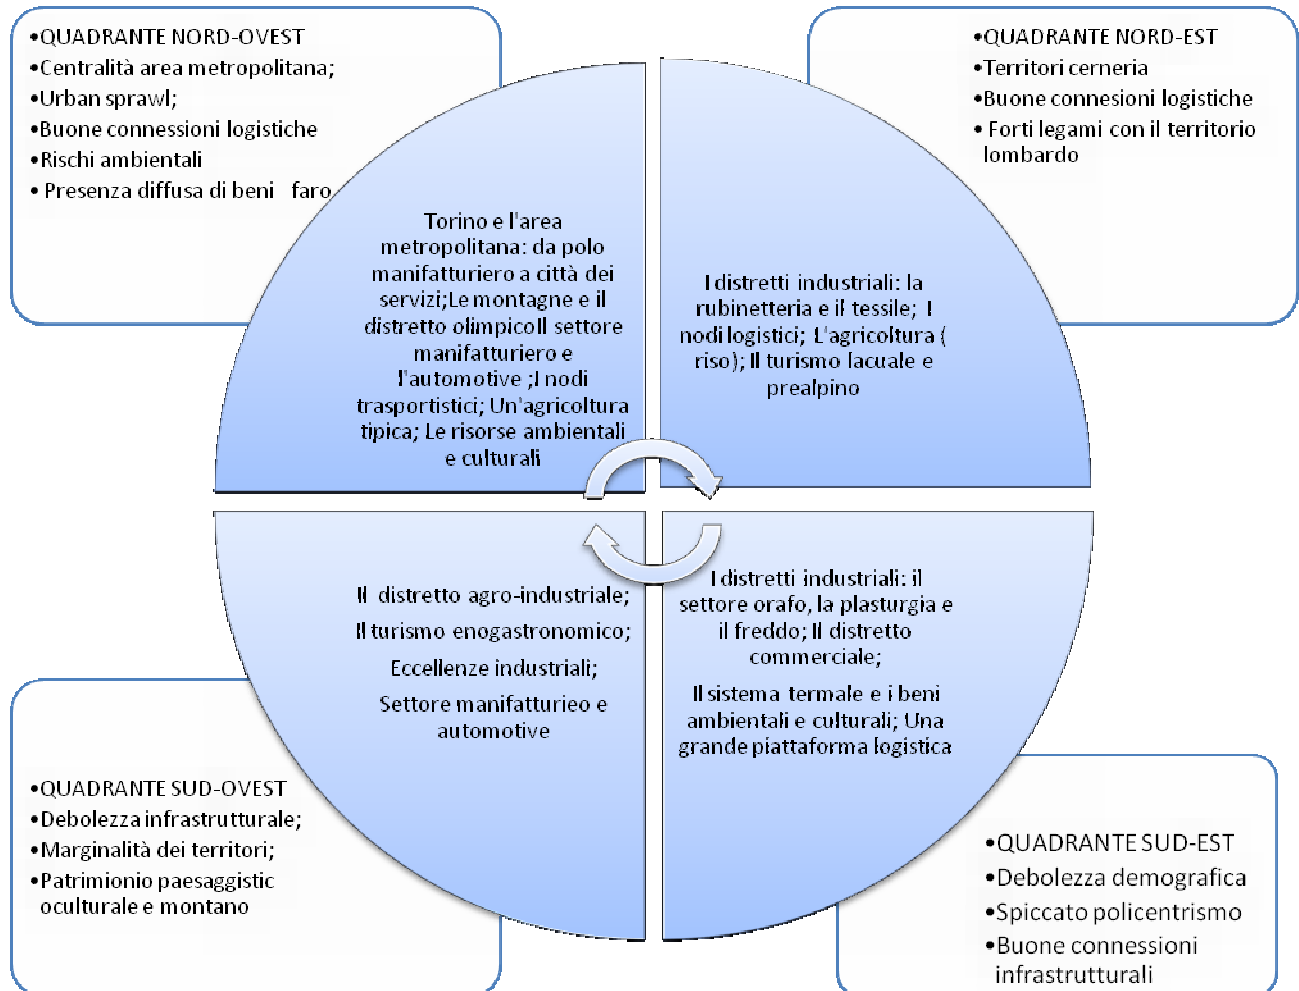 •QUADRANTE NORD-OVEST
•Centralità area metropolitana;
•Urban sprawl;
•Buone connessioni logistiche
•Rischi ambientali
• Presenza diffusa di beni faro
•QUADRANTE NORD-EST
•Territori cerneria
•Buone connesioni logistiche
• Forti legami con il territorio
lombardo
Torino e l'area
metropolitana: da polo
manifatturiero a città dei
servizi;Le montagne e il
distretto olimpicoIl settore
manifatturiero e
l'automotive ;I nodi
trasportistici; Un'agricoltura
tipica; Le risorse ambientali
e culturali
I distretti industriali: la
rubinetteria e il tessile; I
nodi logistici; L'agricoltura (
riso); Il turismo lacuale e
prealpino
Il distretto agro-industriale;
Il turismo enogastronomico;
Eccellenze industriali;
Settore manifatturieo e
automotive
I distretti industriali: il
settore orafo, la plasturgia e
il freddo; Il distretto
commerciale;
Il sistema termale e i beni
ambientali e culturali; Una
grande piattaforma logistica
•QUADRANTE SUD-OVEST
•Debolezza infrastrutturale;
•Marginalità dei territori;
•Patrimionio paesaggistic
oculturale e montano
•QUADRANTE SUD-EST
•Debolezza demografica
•Spiccato policentrismo
•Buone connessioni
infrastrutturali